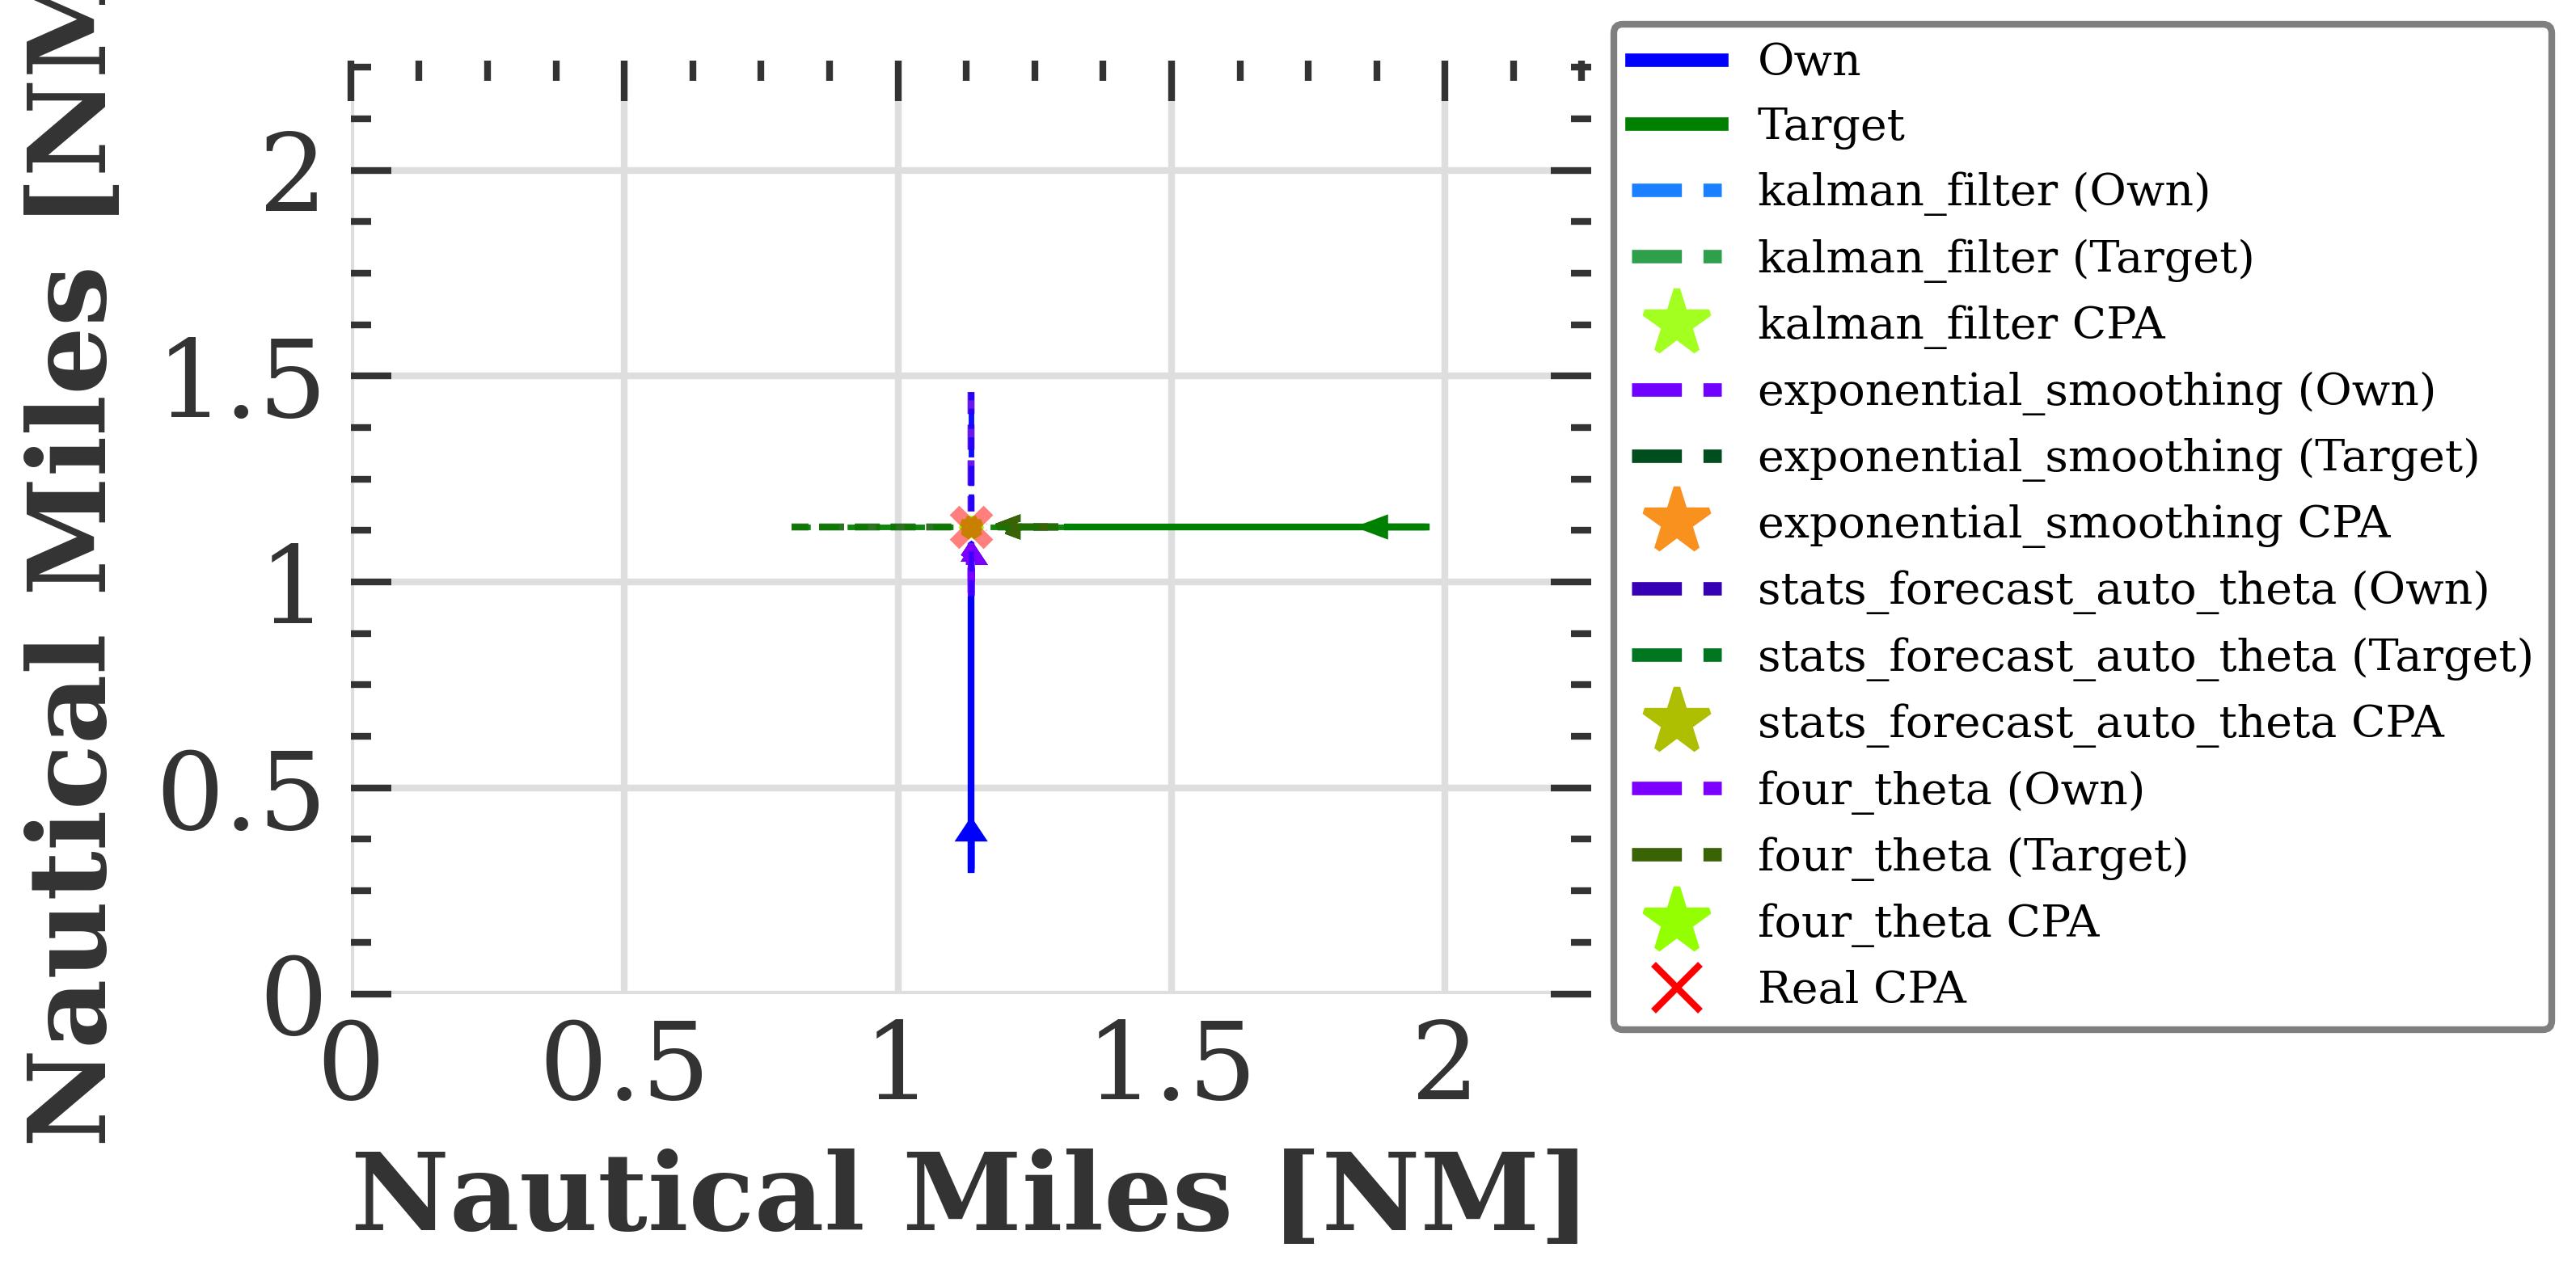 Nautical Miles [NM
2
1.5
1
0.5
0
0 0.5 1 1.5 2
Nautical Miles [NM]
Own
Target
kalman_filter (Own)
kalman_filter (Target)
kalman_filter CPA
exponential_smoothing (Own)
exponential_smoothing (Target)
exponential_smoothing CPA
stats_forecast_auto_theta (Own)
stats_forecast_auto_theta (Target)
stats_forecast_auto_theta CPA
four_theta (Own)
four_theta (Target)
four_theta CPA
Real CPA